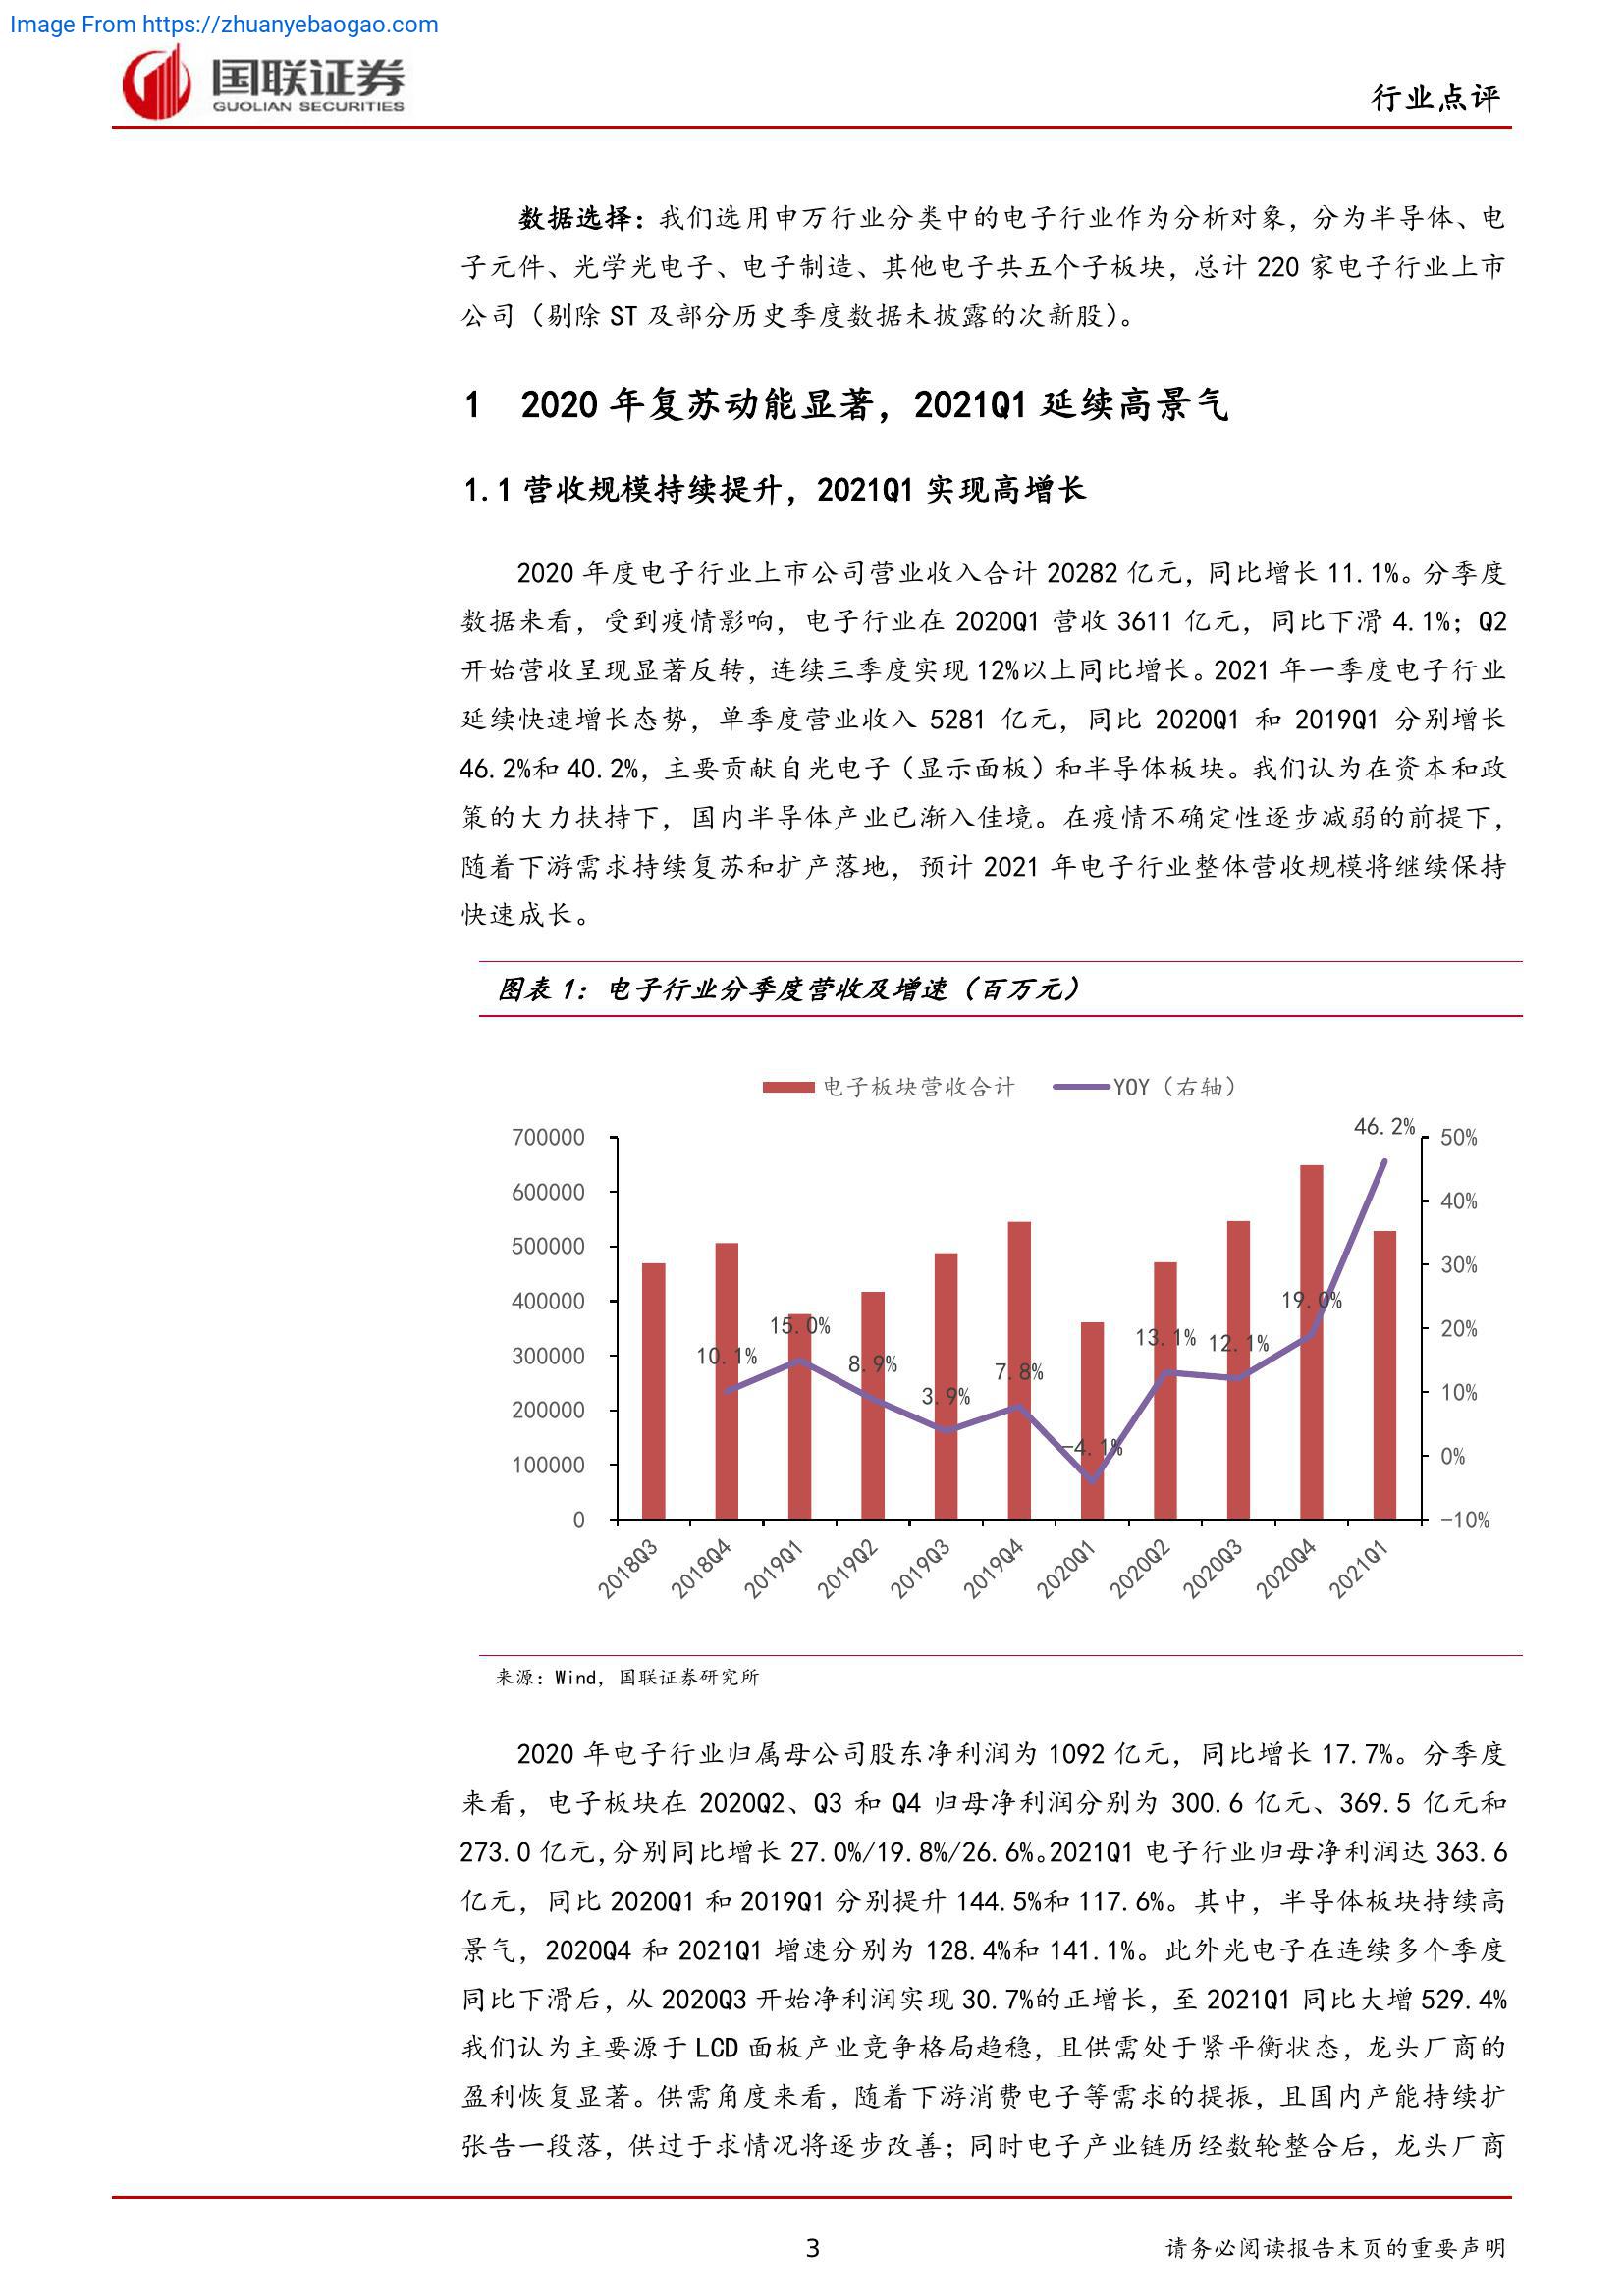 Image From https://zhuanyebaogao.com
国联证券
GUOLIAN SECURITIES
行业点评
数据选择：我们选用申万行业分类中的电子行业作为分析对象，分为半导体、电
子元件、光学光电子、电子制造、其他电子共五个子板块，总计 220 家电子行业上市
公司（剔除 ST 及部分历史季度数据未披露的次新股）。
1 2020 年复苏动能显著，2021Q1 延续高景气
1.1 营收规模持续提升，2021Q1 实现高增长
2020 年度电子行业上市公司营业收入合计 20282 亿元，同比增长 11.1%。分季度
数据来看，受到疫情影响，电子行业在 2020Q1 营收 3611 亿元，同比下滑 4.1%；Q2
开始营收呈现显著反转，连续三季度实现 12%以上同比增长。2021 年一季度电子行业
延续快速增长态势，单季度营业收入 5281 亿元，同比 2020Q1 和 2019Q1 分别增长
46.2%和 40.2%，主要贡献自光电子（显示面板）和半导体板块。我们认为在资本和政
策的大力扶持下，国内半导体产业已渐入佳境。在疫情不确定性逐步减弱的前提下，
随着下游需求持续复苏和扩产落地，预计 2021 年电子行业整体营收规模将继续保持
快速成长。
图表 1：电子行业分季度营收及增速（百万元）
电子板块营收合计 YOY（右轴）
700000
600000
500000
400000
300000
200000
100000
0
10.1%
15.0%
8.9%
3.9%
7.8%
-4.1%
13.1%
12.1%
19.0%
46.2%
50%
40%
30%
20%
10%
0%
-10%
2018Q3
2018Q4
2019Q1
2019Q2
2019Q3
2019Q4
2020Q1
2020Q2
2020Q3
2020Q4
2021Q1
来源：Wind，国联证券研究所
2020 年电子行业归属母公司股东净利润为 1092 亿元，同比增长 17.7%。分季度
来看，电子板块在 2020Q2、Q3 和 Q4 归母净利润分别为 300.6 亿元、369.5 亿元和
273.0 亿元,分别同比增长 27.0%/19.8%/26.6%。2021Q1 电子行业归母净利润达 363.6
亿元，同比 2020Q1 和 2019Q1 分别提升 144.5%和 117.6%。其中，半导体板块持续高
景气，2020Q4 和 2021Q1 增速分别为 128.4%和 141.1%。此外光电子在连续多个季度
同比下滑后，从 2020Q3 开始净利润实现 30.7%的正增长，至 2021Q1 同比大增 529.4%
我们认为主要源于 LCD 面板产业竞争格局趋稳，且供需处于紧平衡状态，龙头厂商的
盈利恢复显著。供需角度来看，随着下游消费电子等需求的提振，且国内产能持续扩
张告一段落，供过于求情况将逐步改善；同时电子产业链历经数轮整合后，龙头厂商
3
请务必阅读报告末页的重要声明